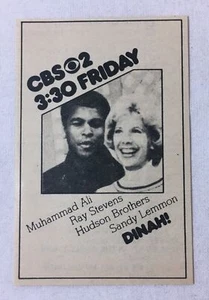 CBS 2
3:30 FRIDAY
Muhammad Ali
Ray Stevens
Hudson Brothers
Sandy Lemmon
DINAH!